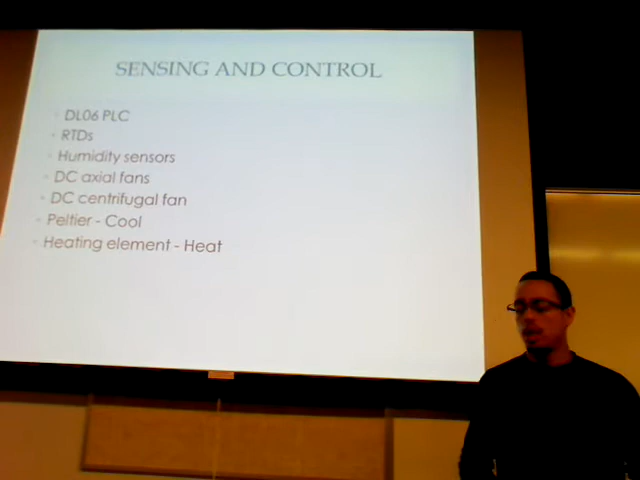 SENSING AND CONTROL
DL06 PLC
RTDs
Humidity sensors
DC axial fans
DC centrifugal fan
Peltier - Cool
Heating element - Heat